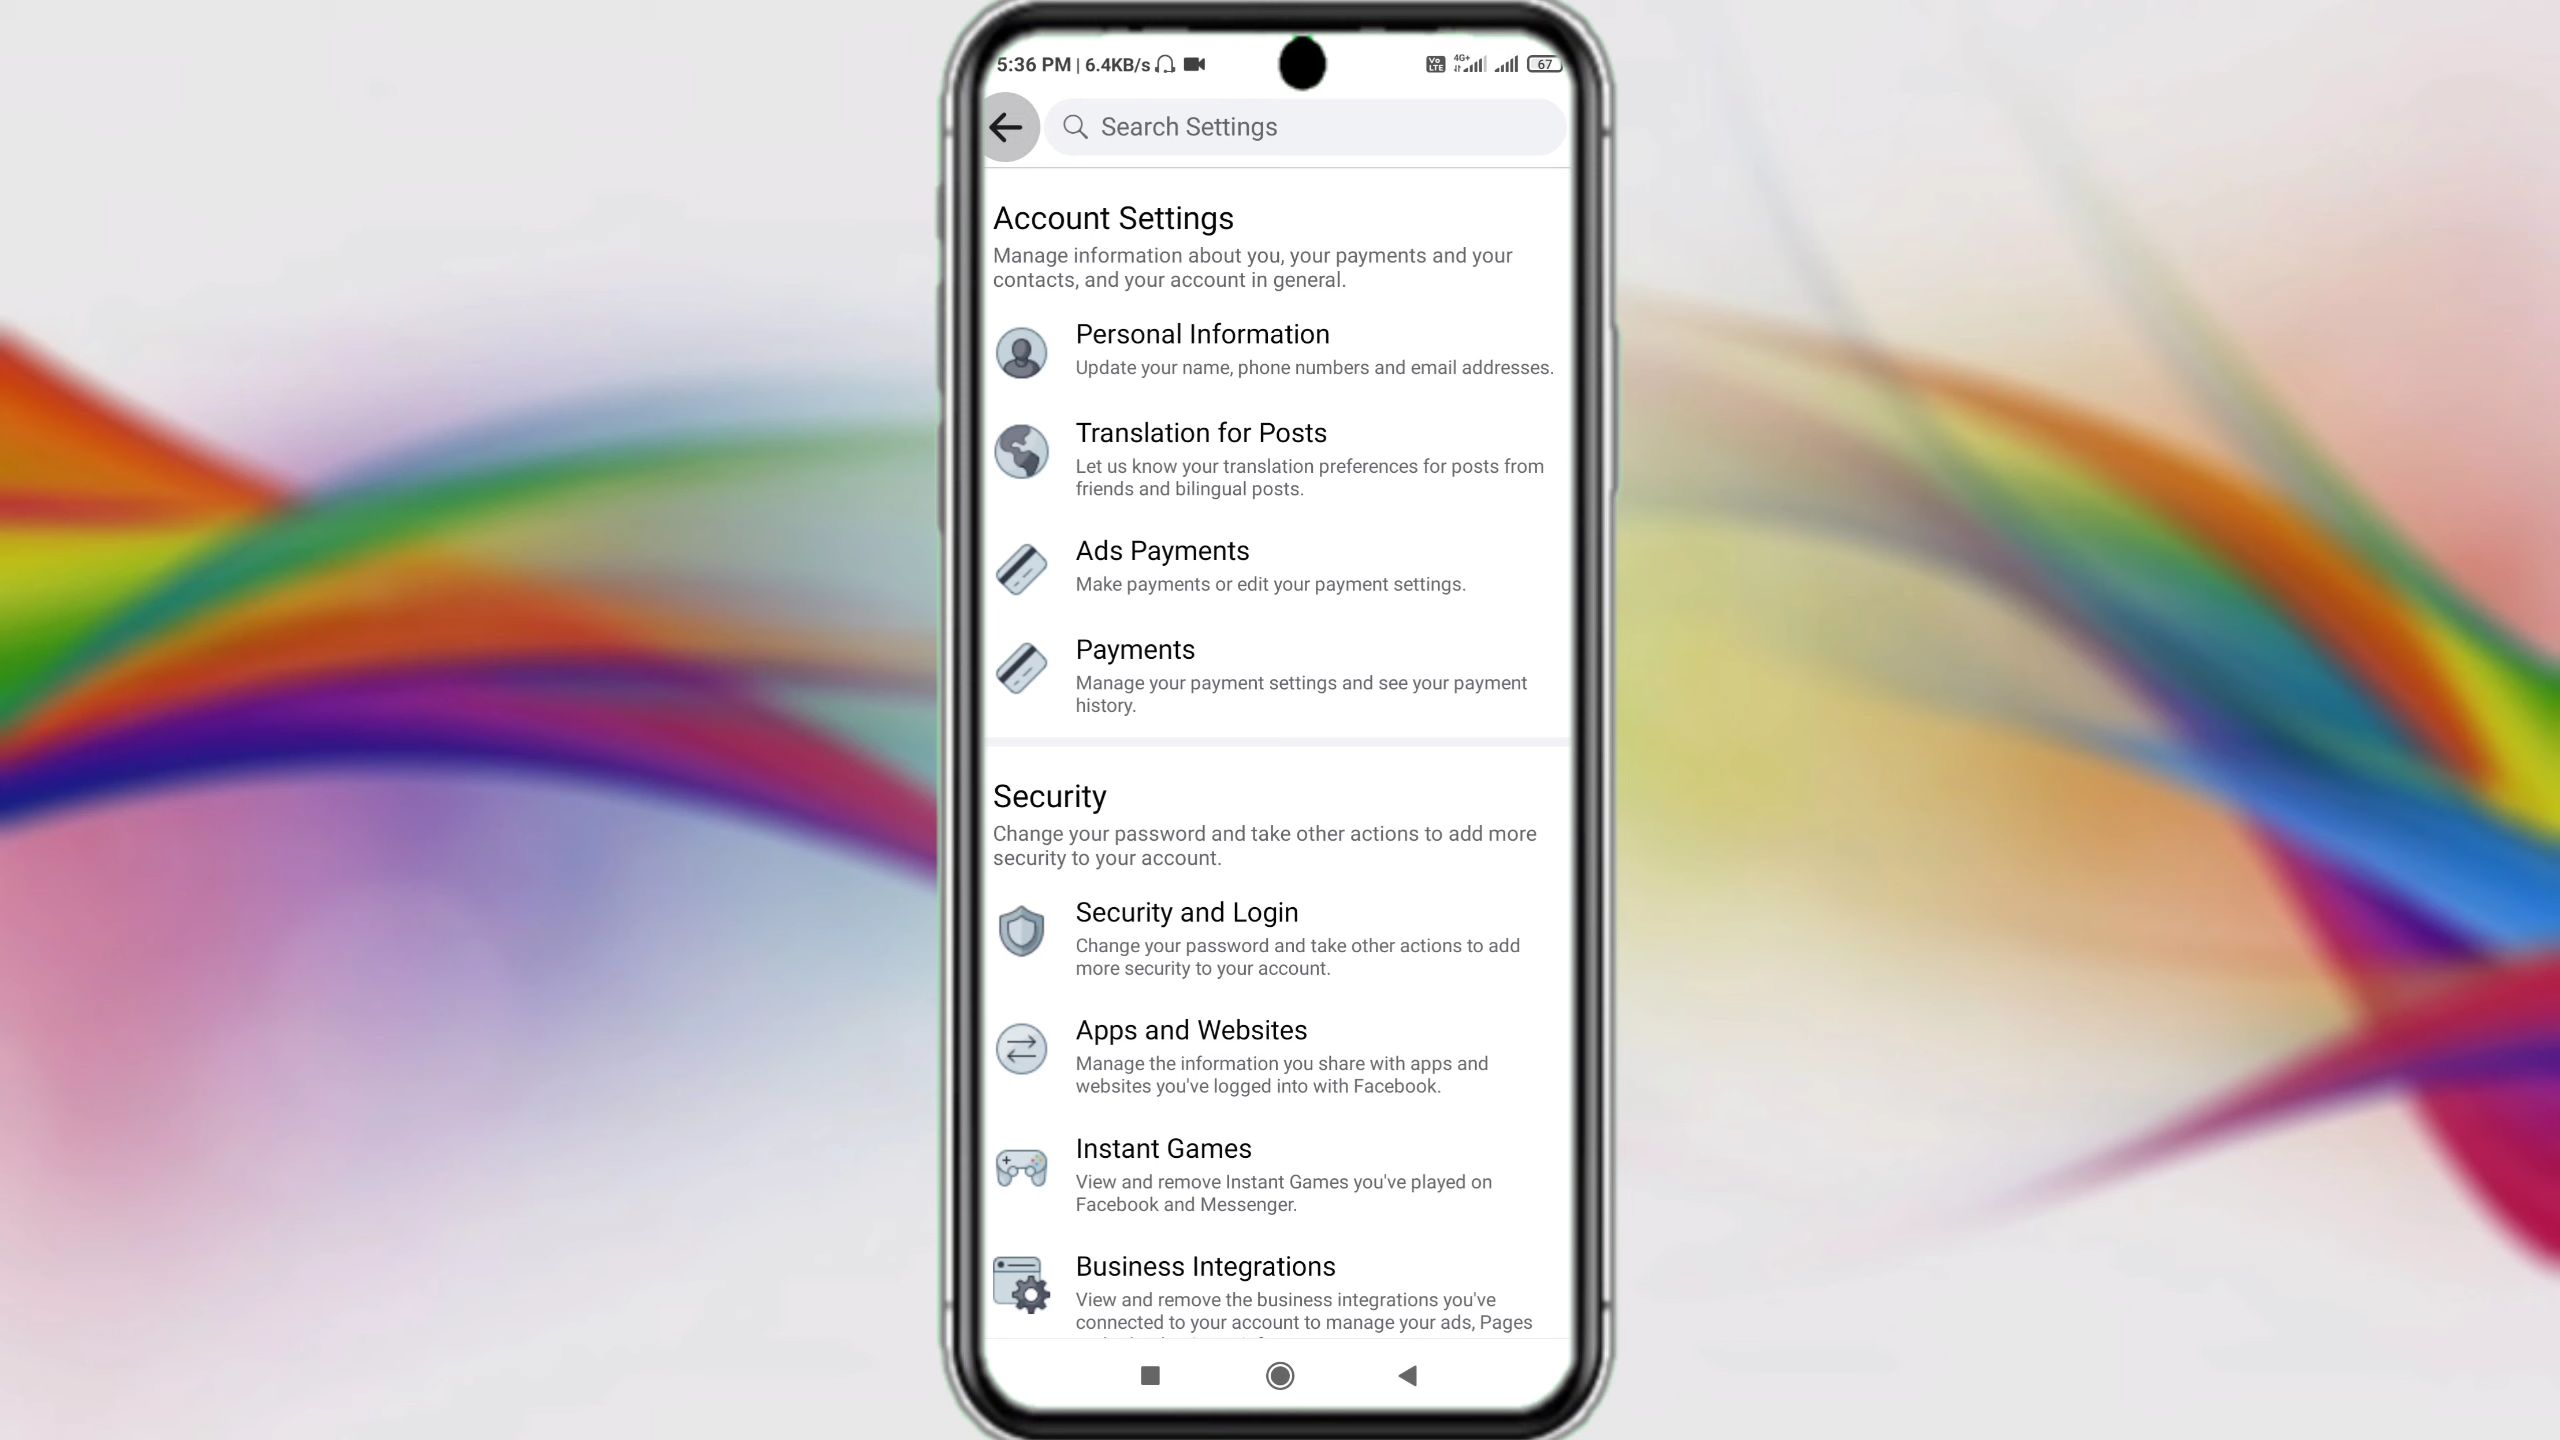 5:36 PM | 6.4KB/s
Vo LTE 4G+ 67
Search Settings
Account Settings
Manage information about you, your payments and your
contacts, and your account in general.
Personal Information
Update your name, phone numbers and email addresses.
Translation for Posts
Let us know your translation preferences for posts from
friends and bilingual posts.
Ads Payments
Make payments or edit your payment settings.
Payments
Manage your payment settings and see your payment
history.
Security
Change your password and take other actions to add more
security to your account.
Security and Login
Change your password and take other actions to add
more security to your account.
Apps and Websites
Manage the information you share with apps and
websites you've logged into with Facebook.
Instant Games
View and remove Instant Games you've played on
Facebook and Messenger.
Business Integrations
View and remove the business integrations you've
connected to your account to manage your ads, Pages